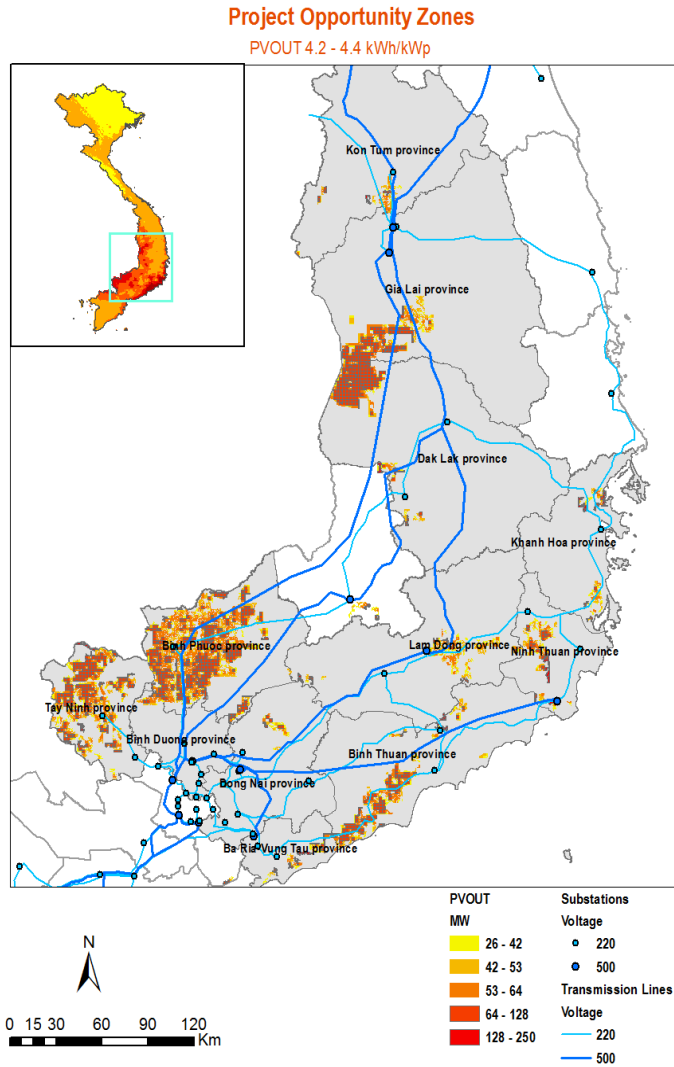 Project Opportunity Zones
PVOUT 4.2 - 4.4 kWh/kWp
Kon Tum province
Gia Lai province
Dak Lak province
Khanh Hoa province
Binh Phuoc province
Lam Dong province
Ninh Thuan province
Tay Ninh province
Binh Duong province
Binh Thuan province
Dong Nai province
Ba Ria-Vung Tau province
PVOUT
MW
26 - 42
42 - 53
53 - 64
64 - 128
128 - 250
Substations
Voltage
220
500
Transmission Lines
Voltage
220
500
N
0 15 30 60 90 120
Km